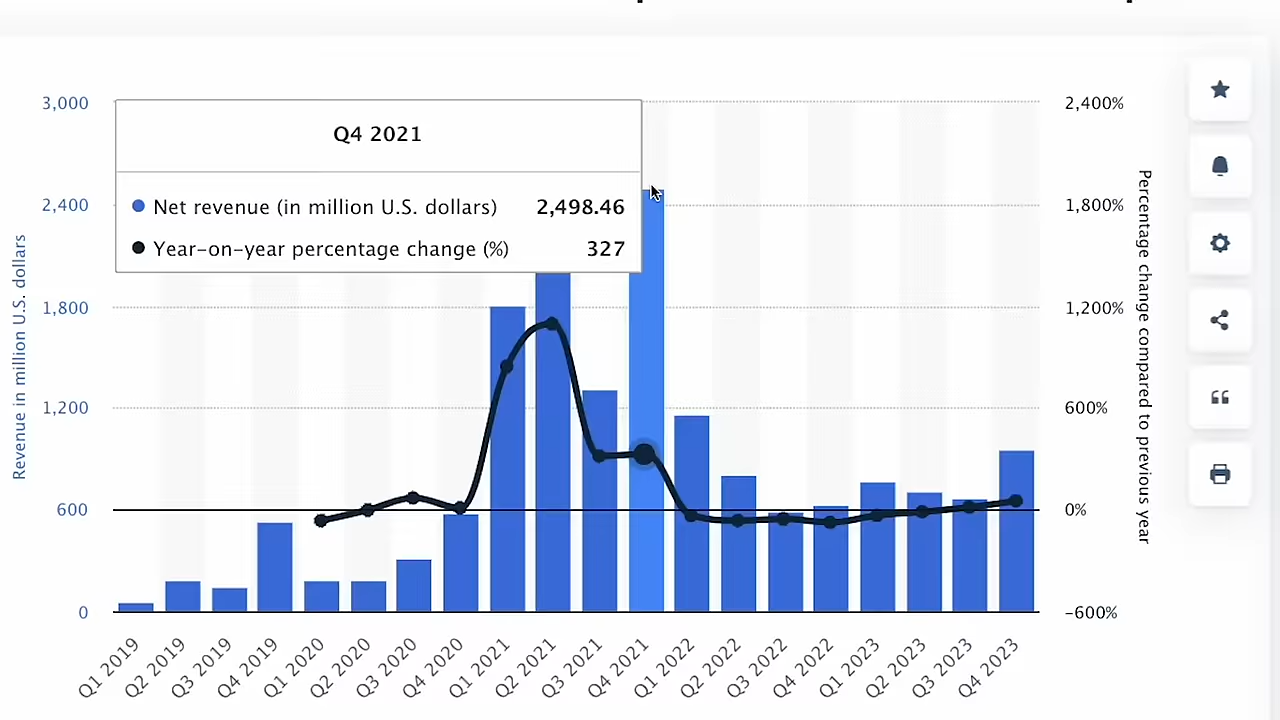 Q4 2021
Net revenue (in million U.S. dollars) 2,498.46
Year-on-year percentage change (%) 327
Revenue in million U.S. dollars
3,000
2,400
1,800
1,200
600
0
2,400%
1,800%
1,200%
600%
0%
-600%
Percentage change compared to previous year
Q1 2019
Q2 2019
Q3 2019
Q4 2019
Q1 2020
Q2 2020
Q3 2020
Q4 2020
Q1 2021
Q2 2021
Q3 2021
Q4 2021
Q1 2022
Q2 2022
Q3 2022
Q4 2022
Q1 2023
Q2 2023
Q3 2023
Q4 2023